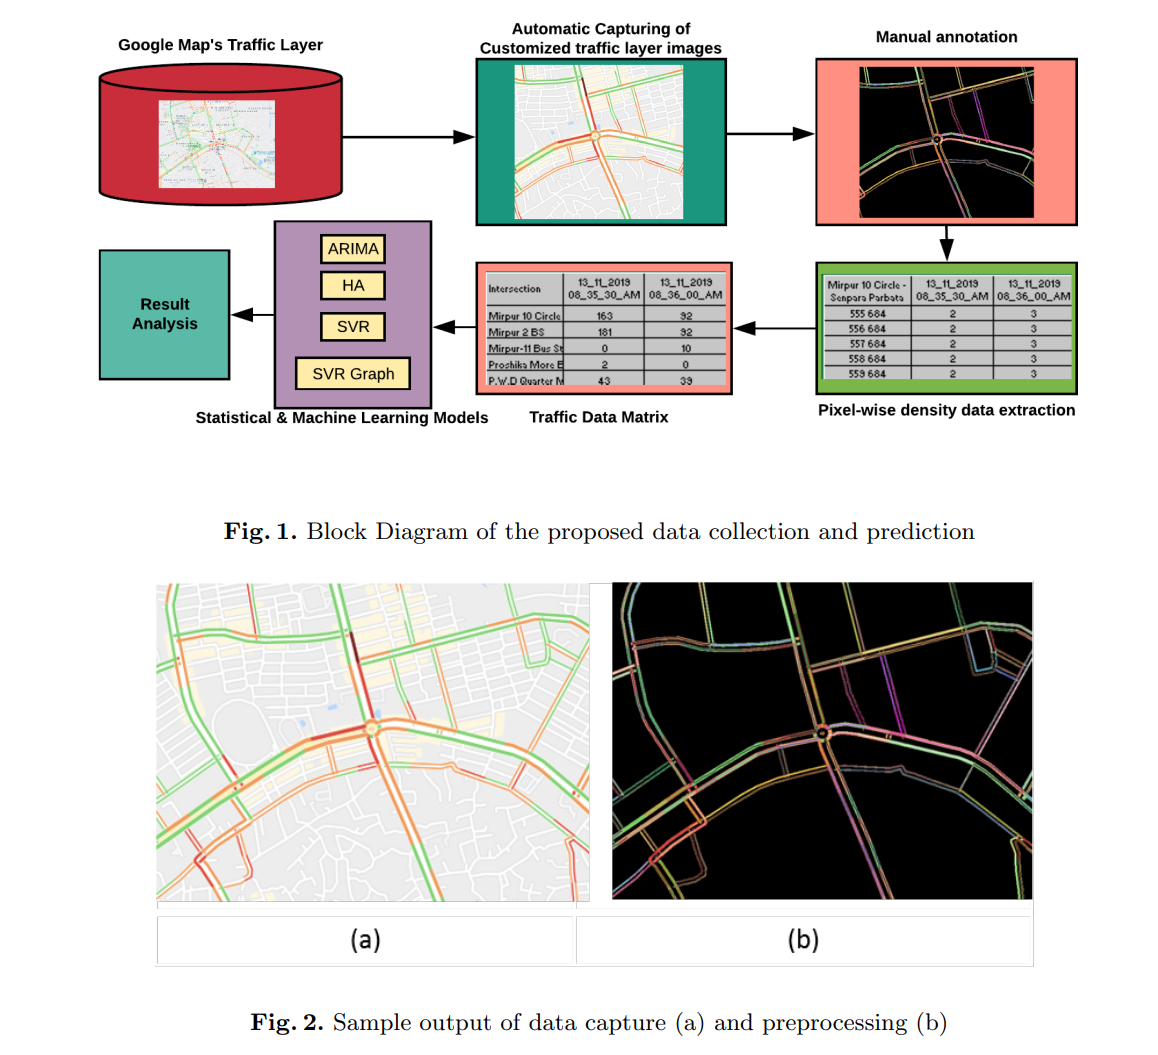 Google Map's Traffic Layer
Automatic Capturing of
Customized traffic layer images
Manual annotation
Result
Analysis
ARIMA
HA
SVR
SVR Graph
Statistical & Machine Learning Models
Intersection 13_11_2019 08_35_30_AM 13_11_2019 08_36_00_AM
Mirpur 10 Circle 163 92
Mirpur 2 BS 181 92
Mirpur-11 Bus St 0 10
Proshika More B 2 0
P.W.D Quarter M 43 39
Traffic Data Matrix
Mirpur 10 Circle - Senpara Parbata 13_11_2019 08_35_30_AM 13_11_2019 08_36_00_AM
555 684 2 3
556 684 2 3
557 684 2 3
558 684 2 3
559 684 2 3
Pixel-wise density data extraction
Fig. 1. Block Diagram of the proposed data collection and prediction
(a)
(b)
Fig. 2. Sample output of data capture (a) and preprocessing (b)